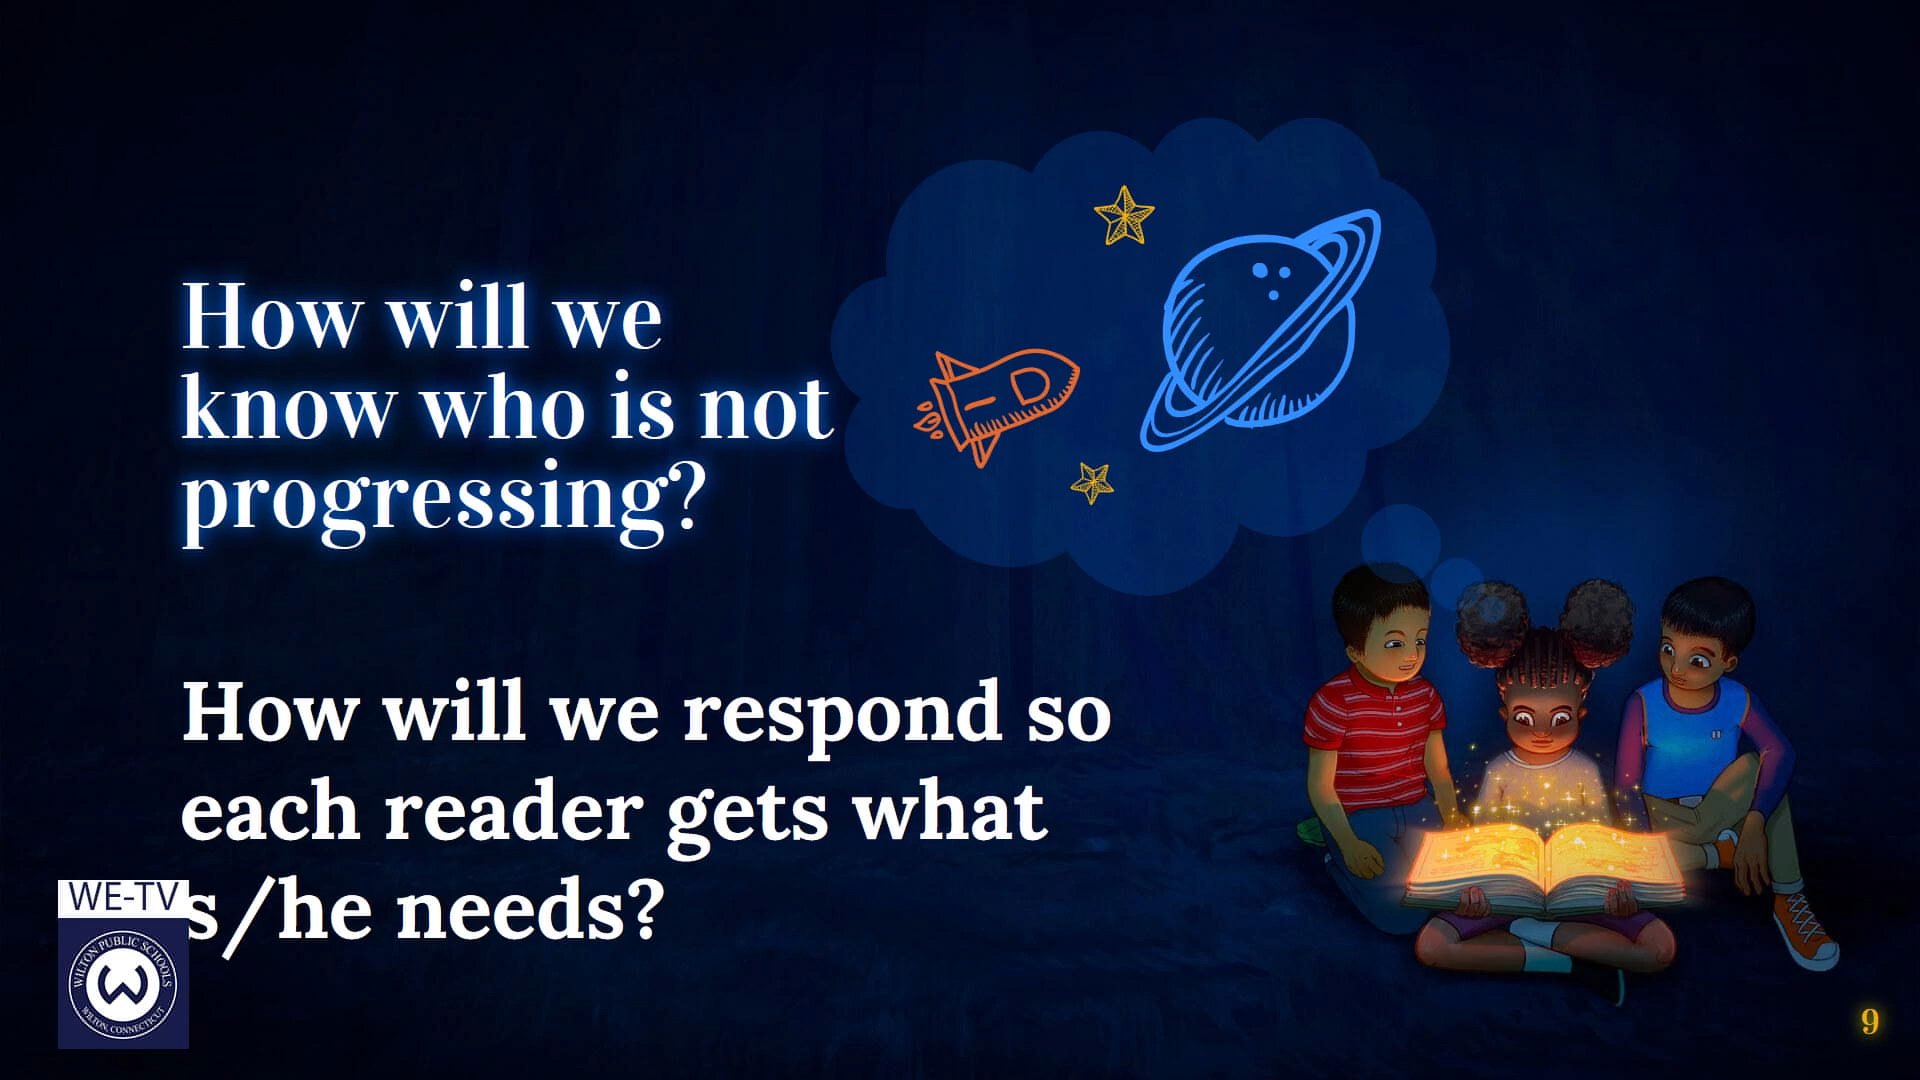 How will we
know who is not
progressing?
How will we respond so
each reader gets what
s/he needs?
WE-TV
WILTON PUBLIC SCHOOLS
W
WILTON, CONNECTICUT
9